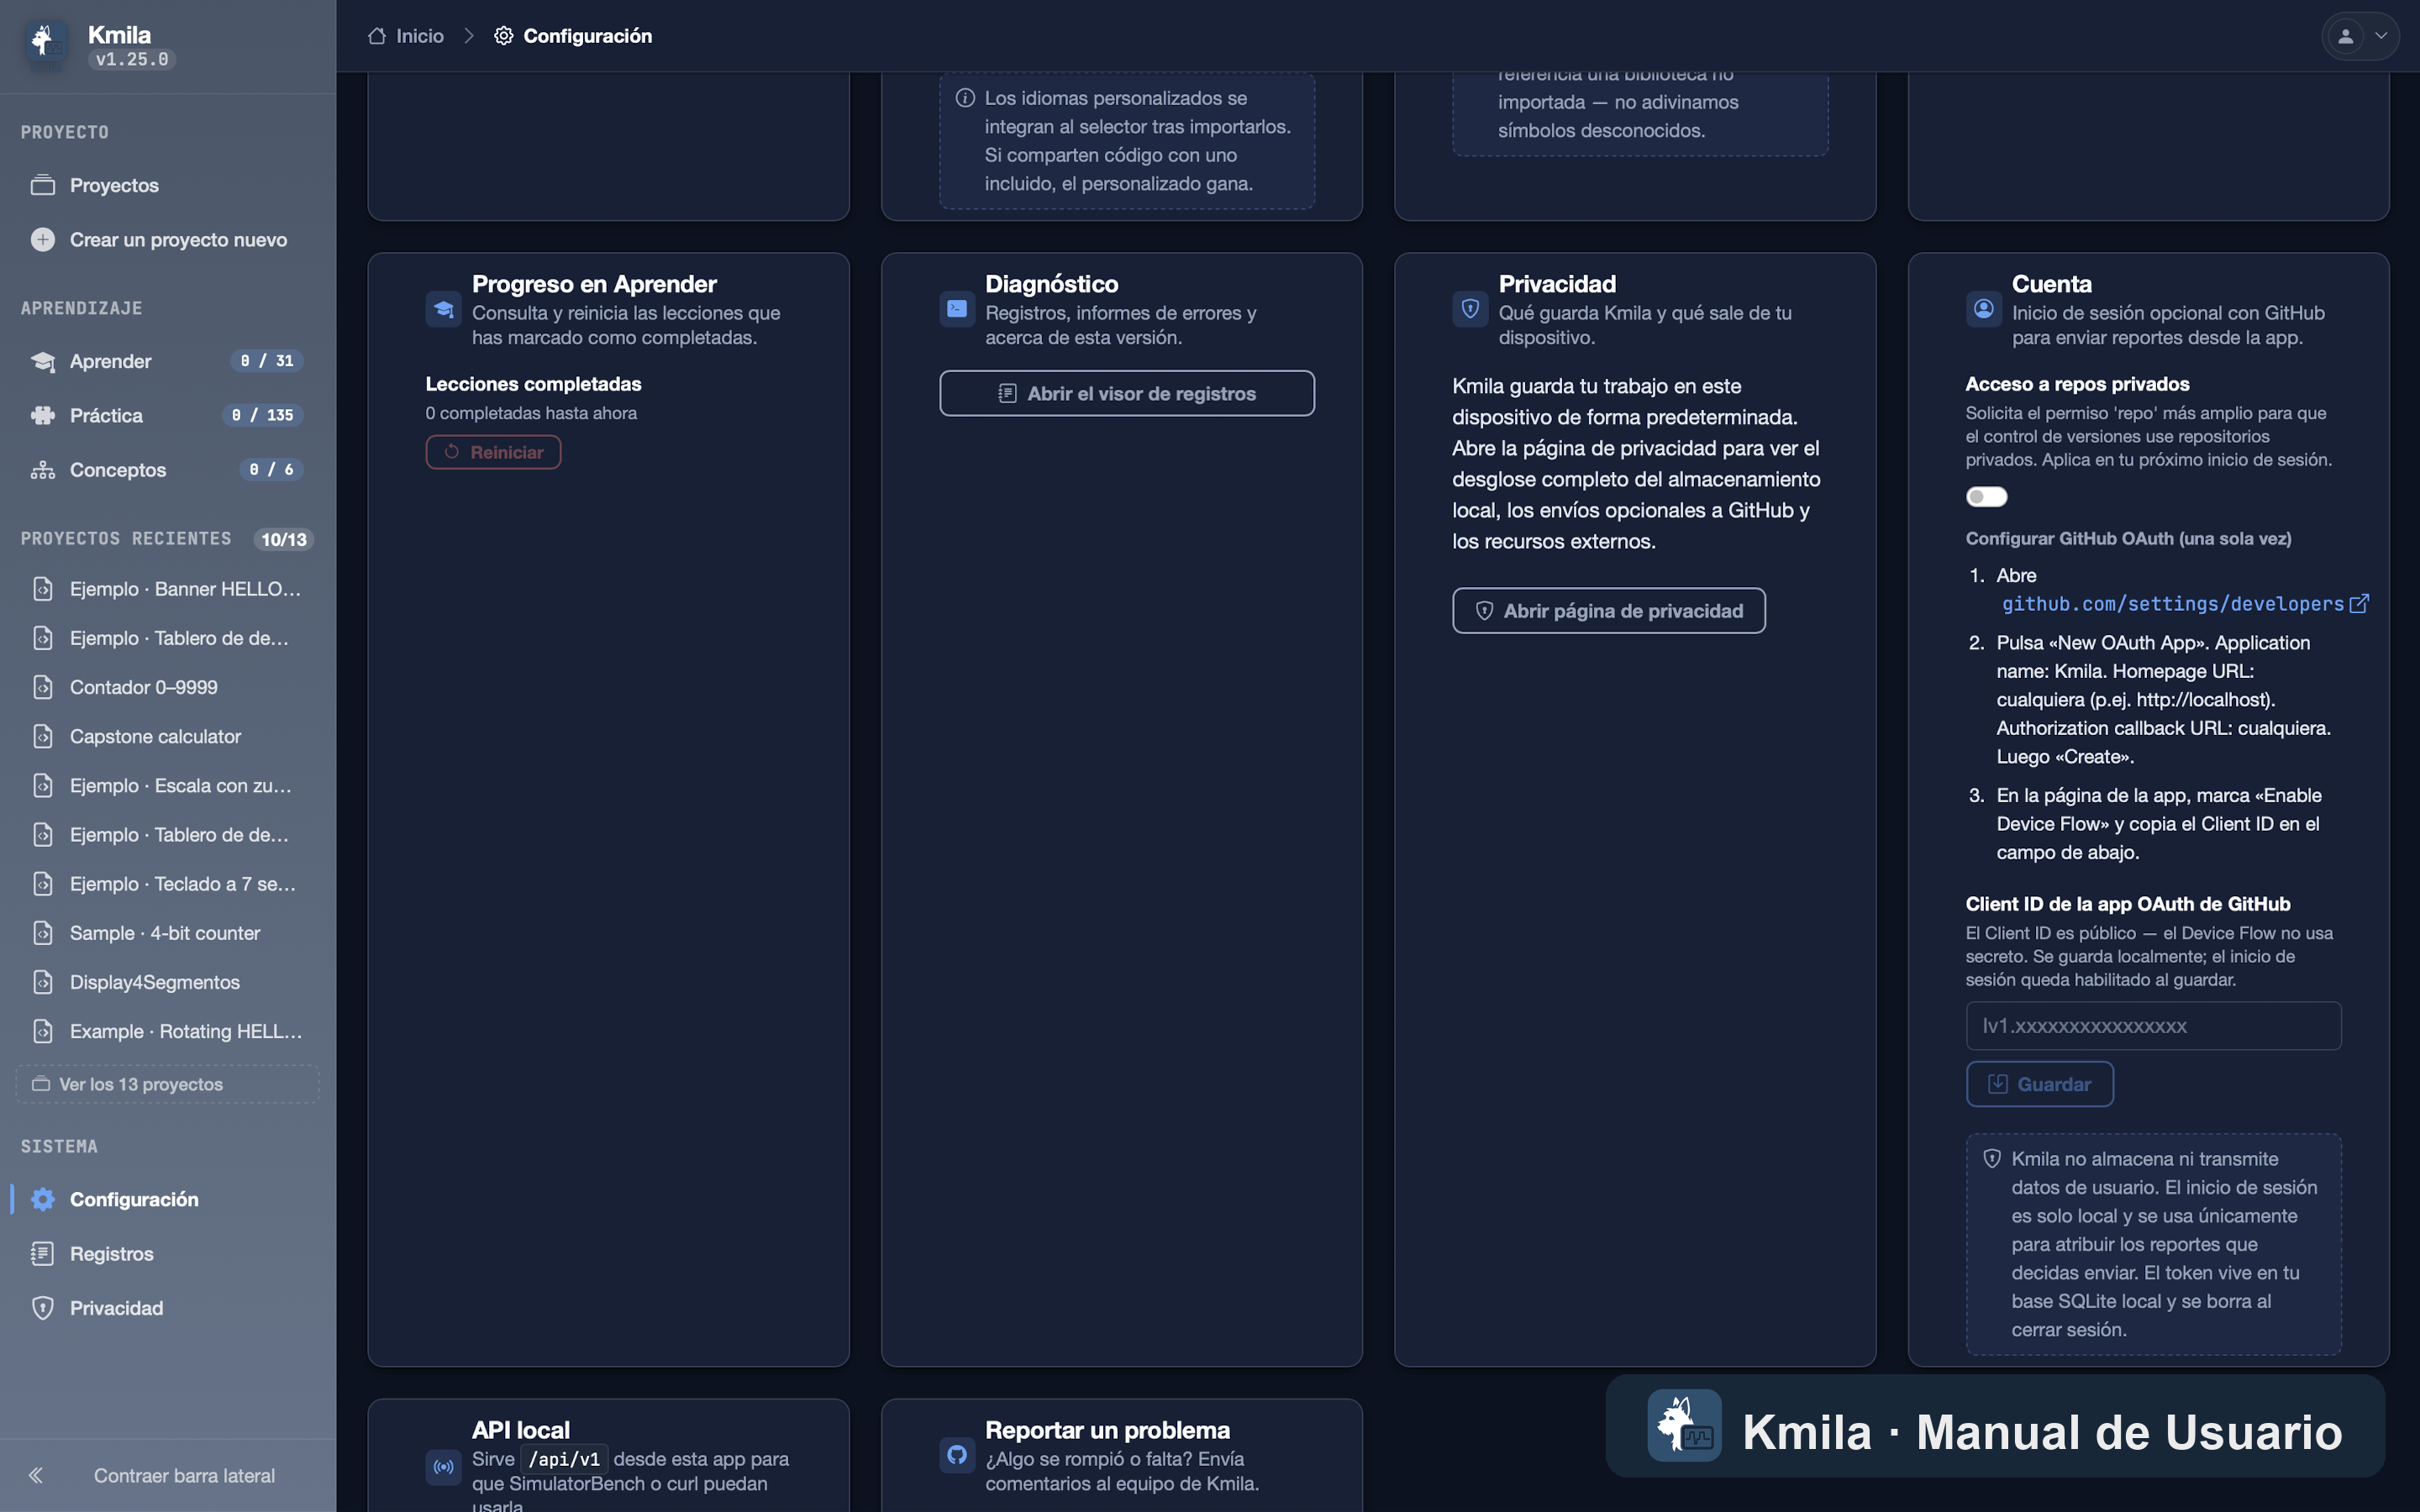 Kmila
v1.25.0
PROYECTO
Proyectos
Crear un proyecto nuevo
APRENDIZAJE
Aprender 0 / 31
Práctica 0 / 135
Conceptos 0 / 6
PROYECTOS RECIENTES 10/13
Ejemplo · Banner HELLO...
Ejemplo · Tablero de de...
Contador 0–9999
Capstone calculator
Ejemplo · Escala con zu...
Ejemplo · Tablero de de...
Ejemplo · Teclado a 7 se...
Sample · 4-bit counter
Display4Segmentos
Example · Rotating HELL...
Ver los 13 proyectos
SISTEMA
Configuración
Registros
Privacidad
Contraer barra lateral
Inicio > Configuración
Los idiomas personalizados se
integran al selector tras importarlos.
Si comparten código con uno
incluido, el personalizado gana.
referencia una biblioteca no
importada — no adivinamos
símbolos desconocidos.
Progreso en Aprender
Consulta y reinicia las lecciones que
has marcado como completadas.
Lecciones completadas
0 completadas hasta ahora
Reiniciar
Diagnóstico
Registros, informes de errores y
acerca de esta versión.
Abrir el visor de registros
Privacidad
Qué guarda Kmila y qué sale de tu
dispositivo.
Kmila guarda tu trabajo en este
dispositivo de forma predeterminada.
Abre la página de privacidad para ver el
desglose completo del almacenamiento
local, los envíos opcionales a GitHub y
los recursos externos.
Abrir página de privacidad
Cuenta
Inicio de sesión opcional con GitHub
para enviar reportes desde la app.
Acceso a repos privados
Solicita el permiso 'repo' más amplio para que
el control de versiones use repositorios
privados. Aplica en tu próximo inicio de sesión.
Configurar GitHub OAuth (una sola vez)
1. Abre
github.com/settings/developers
2. Pulsa «New OAuth App». Application
name: Kmila. Homepage URL:
cualquiera (p.ej. http://localhost).
Authorization callback URL: cualquiera.
Luego «Create».
3. En la página de la app, marca «Enable
Device Flow» y copia el Client ID en el
campo de abajo.
Client ID de la app OAuth de GitHub
El Client ID es público — el Device Flow no usa
secreto. Se guarda localmente; el inicio de
sesión queda habilitado al guardar.
Iv1.xxxxxxxxxxxxxxxx
Guardar
Kmila no almacena ni transmite
datos de usuario. El inicio de sesión
es solo local y se usa únicamente
para atribuir los reportes que
decidas enviar. El token vive en tu
base SQLite local y se borra al
cerrar sesión.
API local
Sirve /api/v1 desde esta app para
que SimulatorBench o curl puedan
usarla.
Reportar un problema
¿Algo se rompió o falta? Envía
comentarios al equipo de Kmila.
Kmila · Manual de Usuario